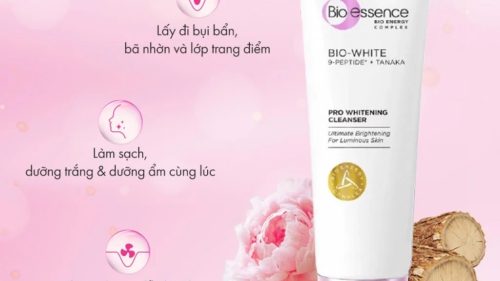 Lấy đi bụi bẩn,
bã nhờn và lớp trang điểm
Làm sạch,
dưỡng trắng & dưỡng ẩm cùng lúc
Bio essence
BIO ENERGY
COMPLEX
BIO-WHITE
9-PEPTIDE* + TANAKA
PRO WHITENING
CLEANSER
Ultimate Brightening
For Luminous Skin